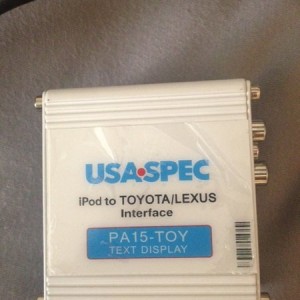 USA SPEC
iPod to TOYOTA/LEXUS
Interface
PA15-TOY
TEXT DISPLAY